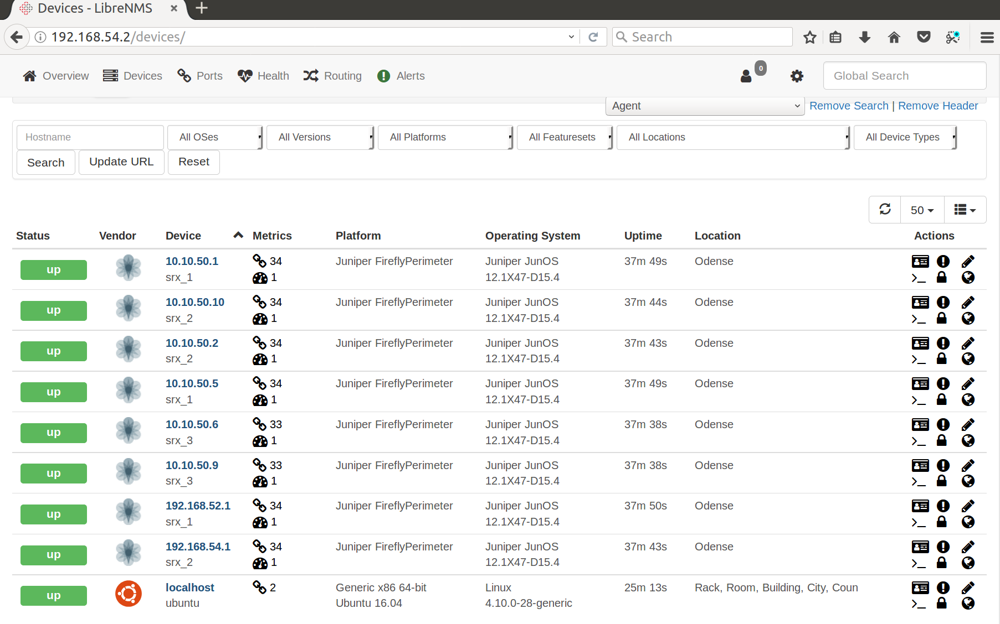 Devices - LibreNMS
192.168.54.2/devices/
Search
Overview Devices Ports Health Routing Alerts 0 Global Search
Agent Remove Search | Remove Header
Hostname All OSes All Versions All Platforms All Featuresets All Locations All Device Types
Search Update URL Reset
50
Status Vendor Device Metrics Platform Operating System Uptime Location Actions
up 10.10.50.1 34 Juniper FireflyPerimeter Juniper JunOS 37m 49s Odense
srx_1 1 12.1X47-D15.4
up 10.10.50.10 34 Juniper FireflyPerimeter Juniper JunOS 37m 44s Odense
srx_2 1 12.1X47-D15.4
up 10.10.50.2 34 Juniper FireflyPerimeter Juniper JunOS 37m 43s Odense
srx_2 1 12.1X47-D15.4
up 10.10.50.5 34 Juniper FireflyPerimeter Juniper JunOS 37m 49s Odense
srx_1 1 12.1X47-D15.4
up 10.10.50.6 33 Juniper FireflyPerimeter Juniper JunOS 37m 38s Odense
srx_3 1 12.1X47-D15.4
up 10.10.50.9 33 Juniper FireflyPerimeter Juniper JunOS 37m 38s Odense
srx_3 1 12.1X47-D15.4
up 192.168.52.1 34 Juniper FireflyPerimeter Juniper JunOS 37m 50s Odense
srx_1 1 12.1X47-D15.4
up 192.168.54.1 34 Juniper FireflyPerimeter Juniper JunOS 37m 43s Odense
srx_2 1 12.1X47-D15.4
up localhost 2 Generic x86 64-bit Linux 25m 13s Rack, Room, Building, City, Coun
ubuntu Ubuntu 16.04 4.10.0-28-generic